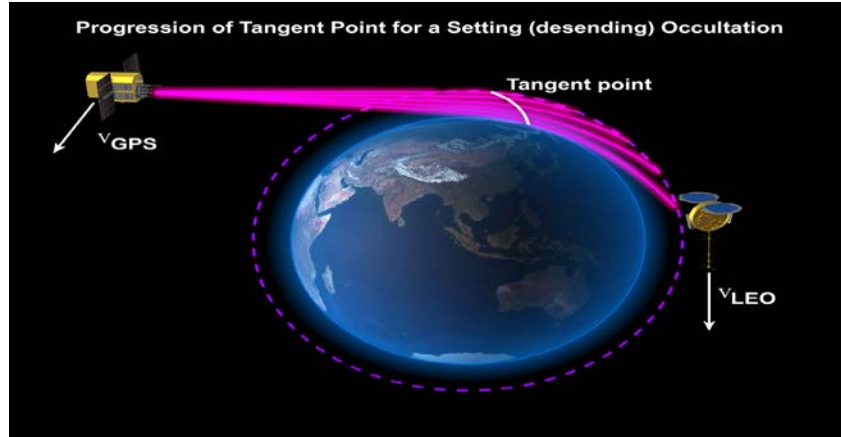 Progression of Tangent Point for a Setting (desending) Occultation
Tangent point
VGPS
VLEO